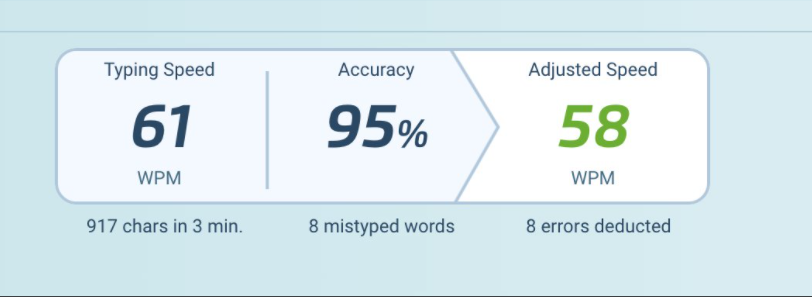 Typing Speed Accuracy Adjusted Speed
61 95% 58
WPM WPM
917 chars in 3 min. 8 mistyped words 8 errors deducted